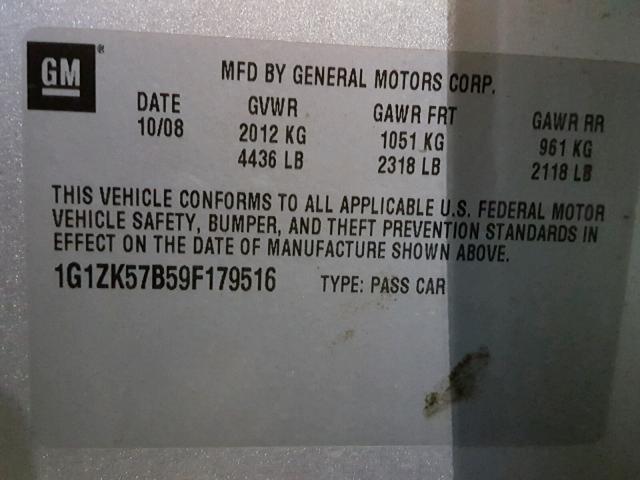 GM®
MFD BY GENERAL MOTORS CORP.
DATE GVWR GAWR FRT GAWR RR
10/08 2012 KG 1051 KG 961 KG
4436 LB 2318 LB 2118 LB
THIS VEHICLE CONFORMS TO ALL APPLICABLE U.S. FEDERAL MOTOR
VEHICLE SAFETY, BUMPER, AND THEFT PREVENTION STANDARDS IN
EFFECT ON THE DATE OF MANUFACTURE SHOWN ABOVE.
1G1ZK57B59F179516 TYPE: PASS CAR